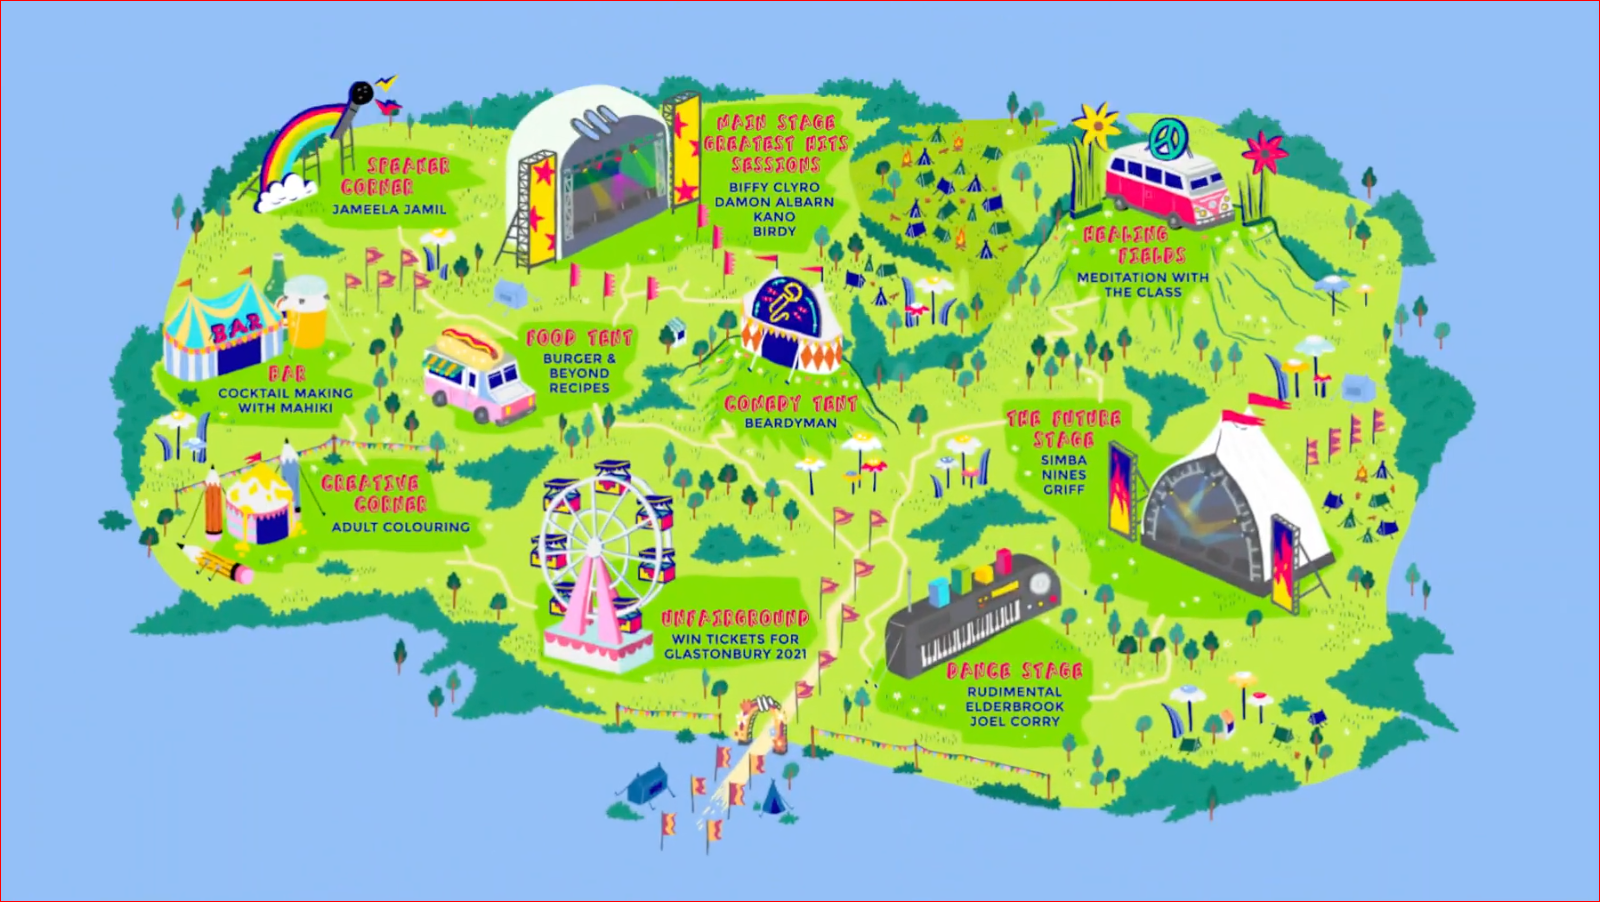 SPEAKER
CORNER
JAMEELA JAMIL
MAIN STAGE
GREATEST HITS
SESSIONS
BIFFY CLYRO
DAMON ALBARN
KANO
BIRDY
HEALING
FIELDS
MEDITATION WITH
THE CLASS
BAR
BAR
COCKTAIL MAKING
WITH MAHIKI
FOOD TENT
BURGER &
BEYOND
RECIPES
COMEDY TENT
BEARDYMAN
THE FUTURE
STAGE
SIMBA
NINES
GRIFF
CREATIVE
CORNER
ADULT COLOURING
UNFAIRGROUND
WIN TICKETS FOR
GLASTONBURY 2021
DANCE STAGE
RUDIMENTAL
ELDERBROOK
JOEL CORRY